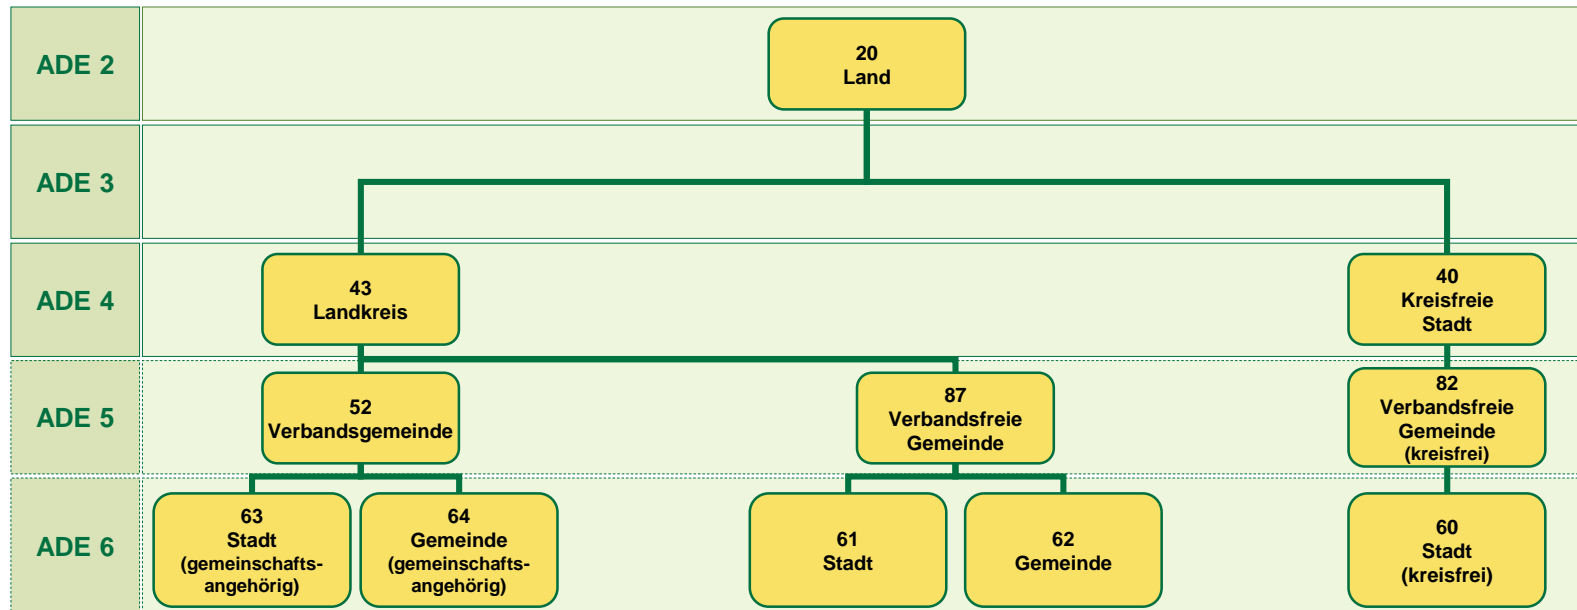 ADE 2
20
Land
ADE 3
ADE 4
43
Landkreis
40
Kreisfreie
Stadt
ADE 5
52
Verbandsgemeinde
87
Verbandsfreie
Gemeinde
82
Verbandsfreie
Gemeinde
(kreisfrei)
ADE 6
63
Stadt
(gemeinschafts-
angehörig)
64
Gemeinde
(gemeinschafts-
angehörig)
61
Stadt
62
Gemeinde
60
Stadt
(kreisfrei)